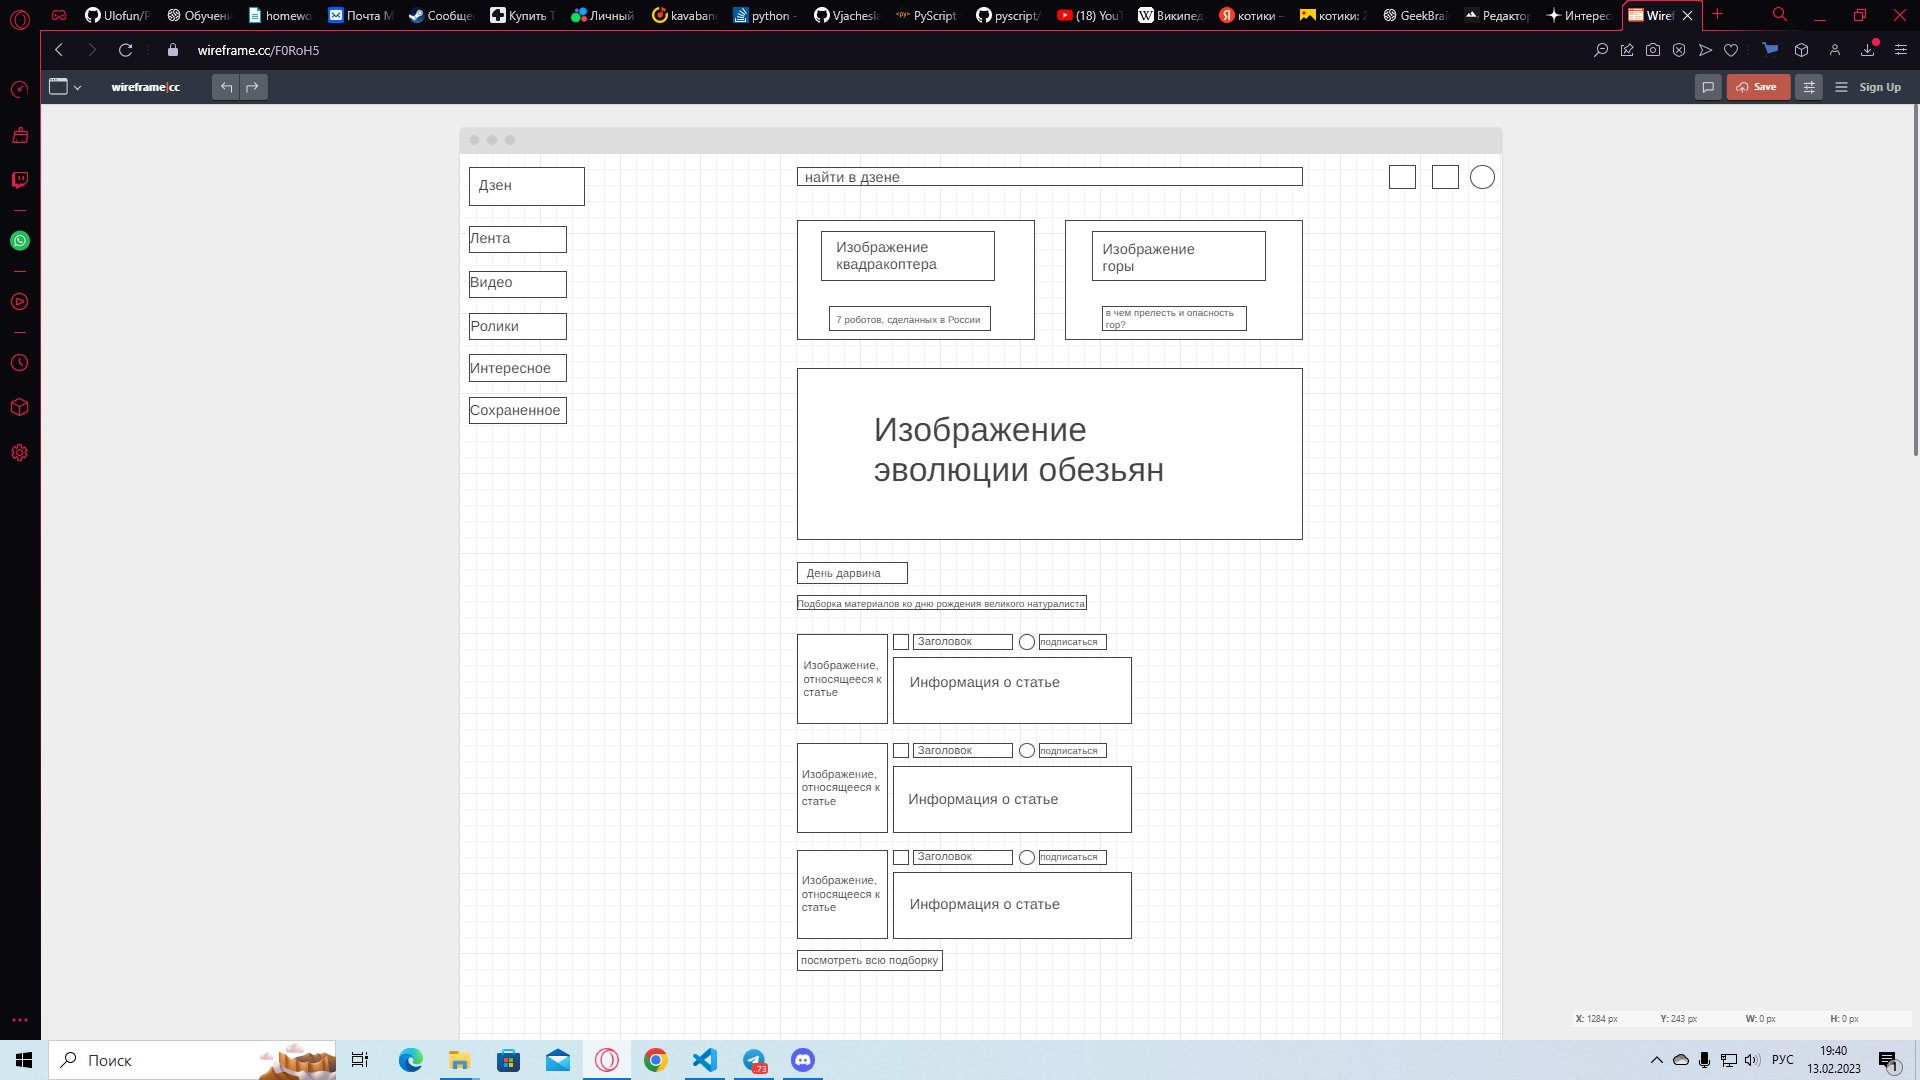 Ulofun/P
Обучени
homewo
Почта М
Сообще
Купить Т
Личный
kavaban
python -
Vjachesl
PyScript
pyscript/
(18) YouT
Википед
котики -
котики: 2
GeekBra
Редактор
Интерес
Wiref
wireframe.cc/F0RoH5
wireframe|cc
Save
Sign Up
Дзен
найти в дзене
Лента
Видео
Ролики
Интересное
Сохраненное
Изображение
квадракоптера
7 роботов, сделанных в России
Изображение
горы
в чем прелесть и опасность
гор?
Изображение
эволюции обезьян
День дарвина
Подборка материалов ко дню рождения великого натуралиста
Заголовок
подписаться
Изображение,
относящееся к
статье
Информация о статье
Заголовок
подписаться
Изображение,
относящееся к
статье
Информация о статье
Заголовок
подписаться
Изображение,
относящееся к
статье
Информация о статье
посмотреть всю подборку
X: 1284 px Y: 243 px W: 0 px H: 0 px
Поиск
73
РУС
19:40
13.02.2023
1